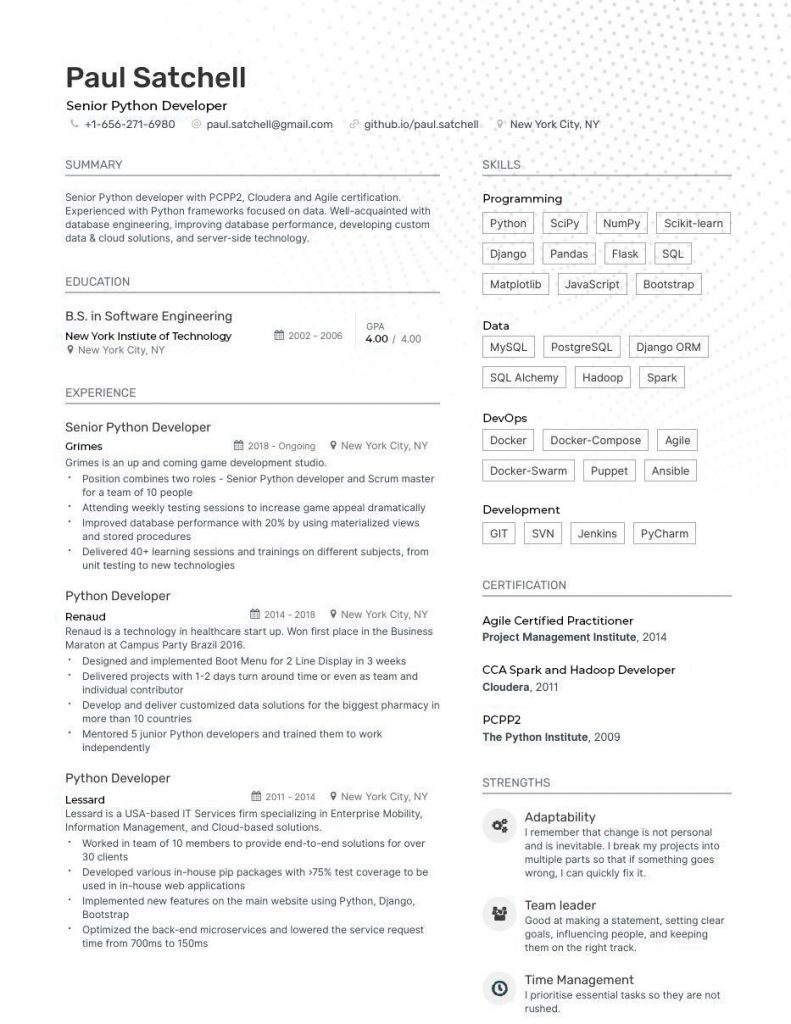 Paul Satchell
Senior Python Developer
+1-656-271-6980 paul.satchell@gmail.com github.io/paul.satchell New York City, NY
SUMMARY
Senior Python developer with PCPP2, Cloudera and Agile certification.
Experienced with Python frameworks focused on data. Well-acquainted with
database engineering, improving database performance, developing custom
data & cloud solutions, and server-side technology.
EDUCATION
B.S. in Software Engineering
New York Instiute of Technology
2002 - 2006
New York City, NY
GPA
4.00 / 4.00
EXPERIENCE
Senior Python Developer
Grimes 2018 - Ongoing New York City, NY
Grimes is an up and coming game development studio.
• Position combines two roles - Senior Python developer and Scrum master
for a team of 10 people
• Attending weekly testing sessions to increase game appeal dramatically
• Improved database performance with 20% by using materialized views
and stored procedures
• Delivered 40+ learning sessions and trainings on different subjects, from
unit testing to new technologies
Python Developer
Renaud 2014 - 2018 New York City, NY
Renaud is a technology in healthcare start up. Won first place in the Business
Maraton at Campus Party Brazil 2016.
• Designed and implemented Boot Menu for 2 Line Display in 3 weeks
• Delivered projects with 1-2 days turn around time or even as team and
individual contributor
• Develop and deliver customized data solutions for the biggest pharmacy in
more than 10 countries
• Mentored 5 junior Python developers and trained them to work
independently
Python Developer
Lessard 2011 - 2014 New York City, NY
Lessard is a USA-based IT Services firm specializing in Enterprise Mobility,
Information Management, and Cloud-based solutions.
• Worked in team of 10 members to provide end-to-end solutions for over
30 clients
• Developed various in-house pip packages with >75% test coverage to be
used in in-house web applications
• Implemented new features on the main website using Python, Django,
Bootstrap
• Optimized the back-end microservices and lowered the service request
time from 700ms to 150ms
SKILLS
Programming
Python SciPy NumPy Scikit-learn
Django Pandas Flask SQL
Matplotlib JavaScript Bootstrap
Data
MySQL PostgreSQL Django ORM
SQL Alchemy Hadoop Spark
DevOps
Docker Docker-Compose Agile
Docker-Swarm Puppet Ansible
Development
GIT SVN Jenkins PyCharm
CERTIFICATION
Agile Certified Practitioner
Project Management Institute, 2014
CCA Spark and Hadoop Developer
Cloudera, 2011
PCPP2
The Python Institute, 2009
STRENGTHS
Adaptability
I remember that change is not personal
and is inevitable. I break my projects into
multiple parts so that if something goes
wrong, I can quickly fix it.
Team leader
Good at making a statement, setting clear
goals, influencing people, and keeping
them on the right track.
Time Management
I prioritise essential tasks so they are not
rushed.